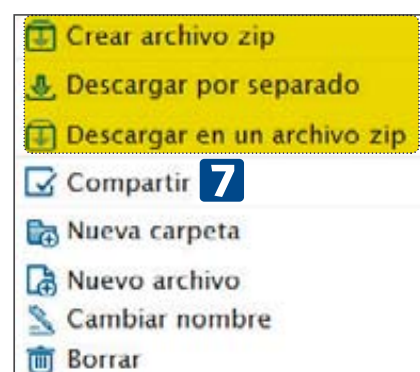 Crear archivo zip
Descargar por separado
Descargar en un archivo zip
Compartir 7
Nueva carpeta
Nuevo archivo
Cambiar nombre
Borrar